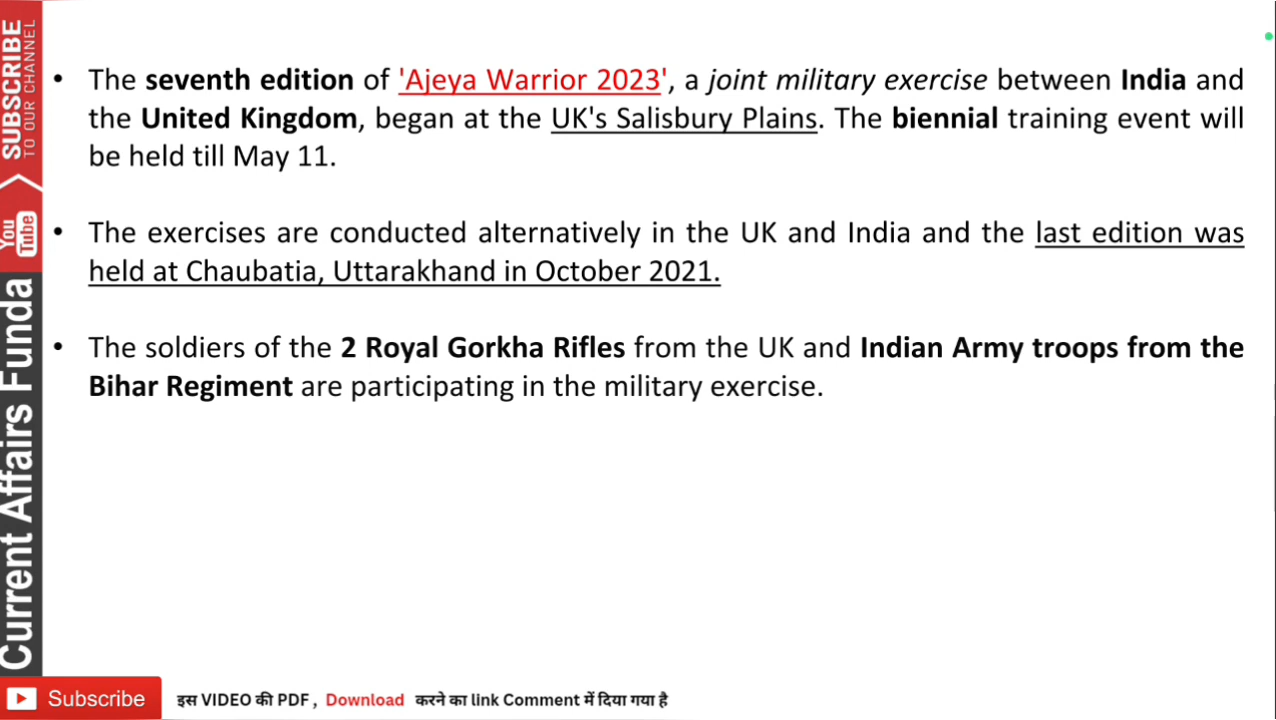 SUBSCRIBE
TO OUR CHANNEL
You Tube
Current Affairs Funda
• The seventh edition of 'Ajeya Warrior 2023', a joint military exercise between India and
the United Kingdom, began at the UK's Salisbury Plains. The biennial training event will
be held till May 11.
• The exercises are conducted alternatively in the UK and India and the last edition was
held at Chaubatia, Uttarakhand in October 2021.
• The soldiers of the 2 Royal Gorkha Rifles from the UK and Indian Army troops from the
Bihar Regiment are participating in the military exercise.
Subscribe
इस VIDEO की PDF , Download करने का link Comment में दिया गया है